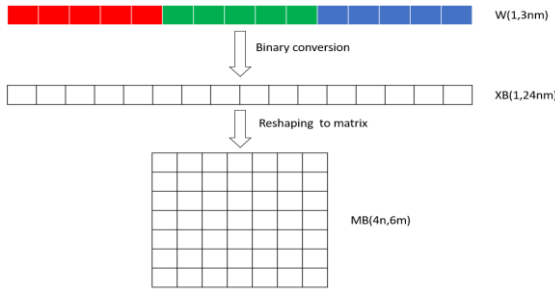 W(1,3nm)
Binary conversion
XB(1,24nm)
Reshaping to matrix
MB(4n,6m)